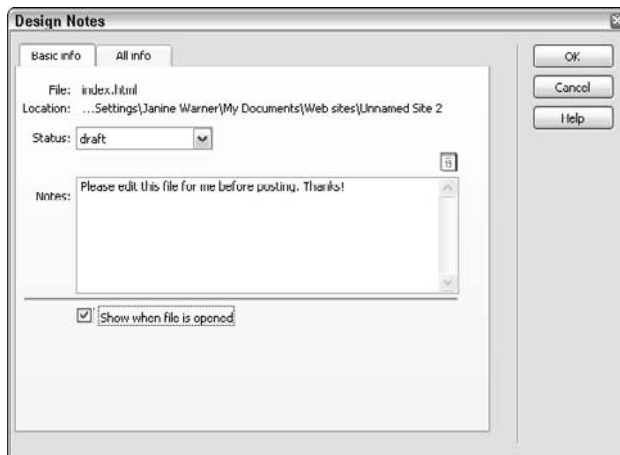 Design Notes
Basic info All info
File: index.html
Location: ...Settings\Janine Warner\My Documents\Web sites\Unnamed Site 2
Status: draft
Notes: Please edit this file for me before posting. Thanks!
Show when file is opened
OK
Cancel
Help